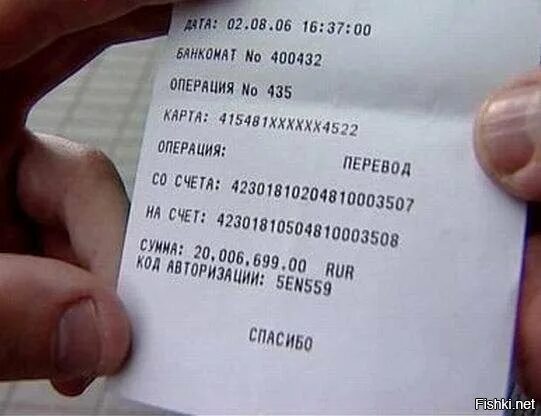 ДАТА: 02.08.06 16:37:00
БАНКОМАТ No 400432
ОПЕРАЦИЯ No 435
КАРТА: 415481XXXXXX4522
ОПЕРАЦИЯ: ПЕРЕВОД
СО СЧЕТА: 42301810204810003507
НА СЧЕТ: 42301810504810003508
СУММА: 20,006,699.00 RUR
КОД АВТОРИЗАЦИИ: 5EN559
СПАСИБО
Fishki.net